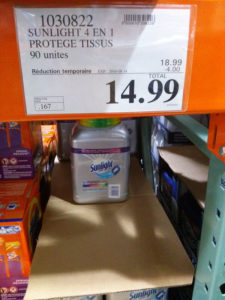 1030822
SUNLIGHT 4 EN 1
PROTEGE TISSUS
90 unites
18.99
Réduction temporaire
4.00
TOTAL
14.99
.167
Sunlight